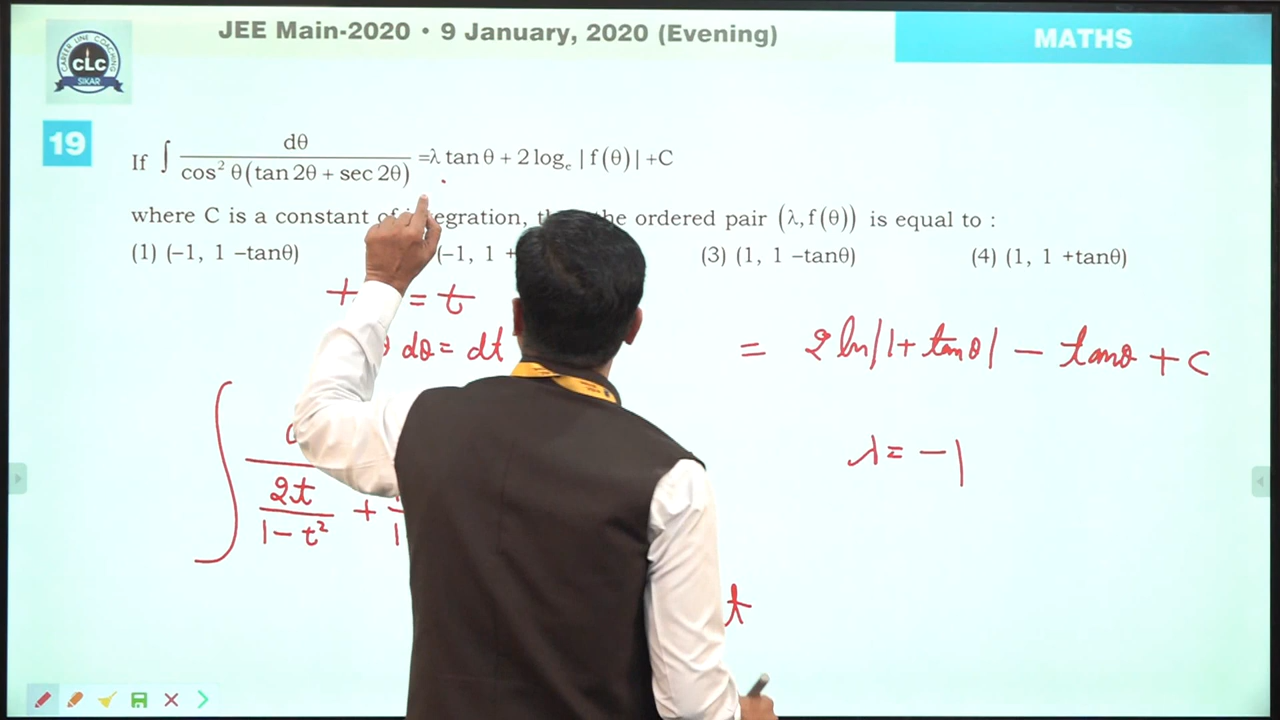 JEE Main-2020 • 9 January, 2020 (Evening)
MATHS
CAREER LINE COACHING
CLC
SIKAR
19
If ∫ dθ / cos² θ(tan 2θ + sec 2θ) = λ tan θ + 2 logₑ | f(θ) | + C
where C is a constant of the ordered pair (λ, f(θ)) is equal to :
(1) (–1, 1 –tanθ)
(–1, 1 +
(3) (1, 1 –tanθ)
(4) (1, 1 +tanθ)
= t
dθ = dt
= 2 ln|1 + tanθ| – tanθ + C
λ = –1
∫ 2t / 1 – t² +
t